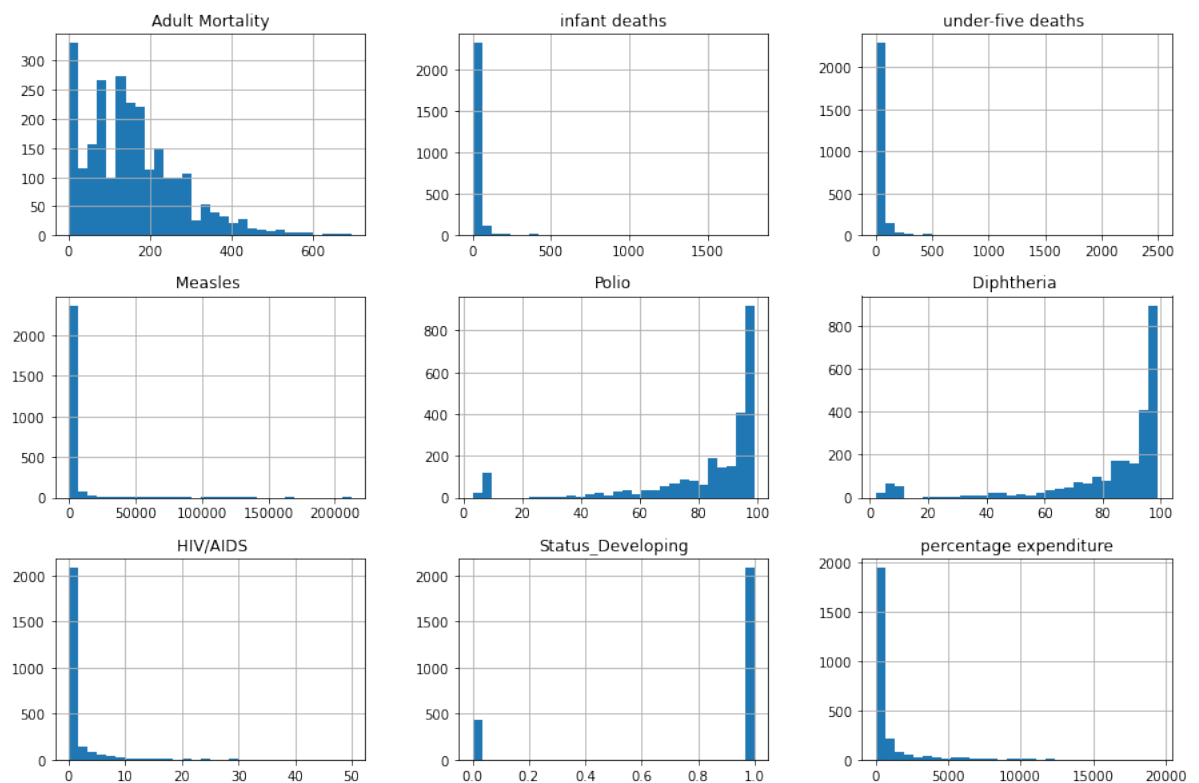 Adult Mortality
300
250
200
150
100
50
0
0 200 400 600
infant deaths
2000
1500
1000
500
0
0 500 1000 1500
under-five deaths
2000
1500
1000
500
0
0 500 1000 1500 2000 2500
Measles
2000
1500
1000
500
0
0 50000 100000 150000 200000
Polio
800
600
400
200
0
0 20 40 60 80 100
Diphtheria
800
600
400
200
0
0 20 40 60 80 100
HIV/AIDS
2000
1500
1000
500
0
0 10 20 30 40 50
Status_Developing
2000
1500
1000
500
0
0.0 0.2 0.4 0.6 0.8 1.0
percentage expenditure
2000
1500
1000
500
0
0 5000 10000 15000 20000